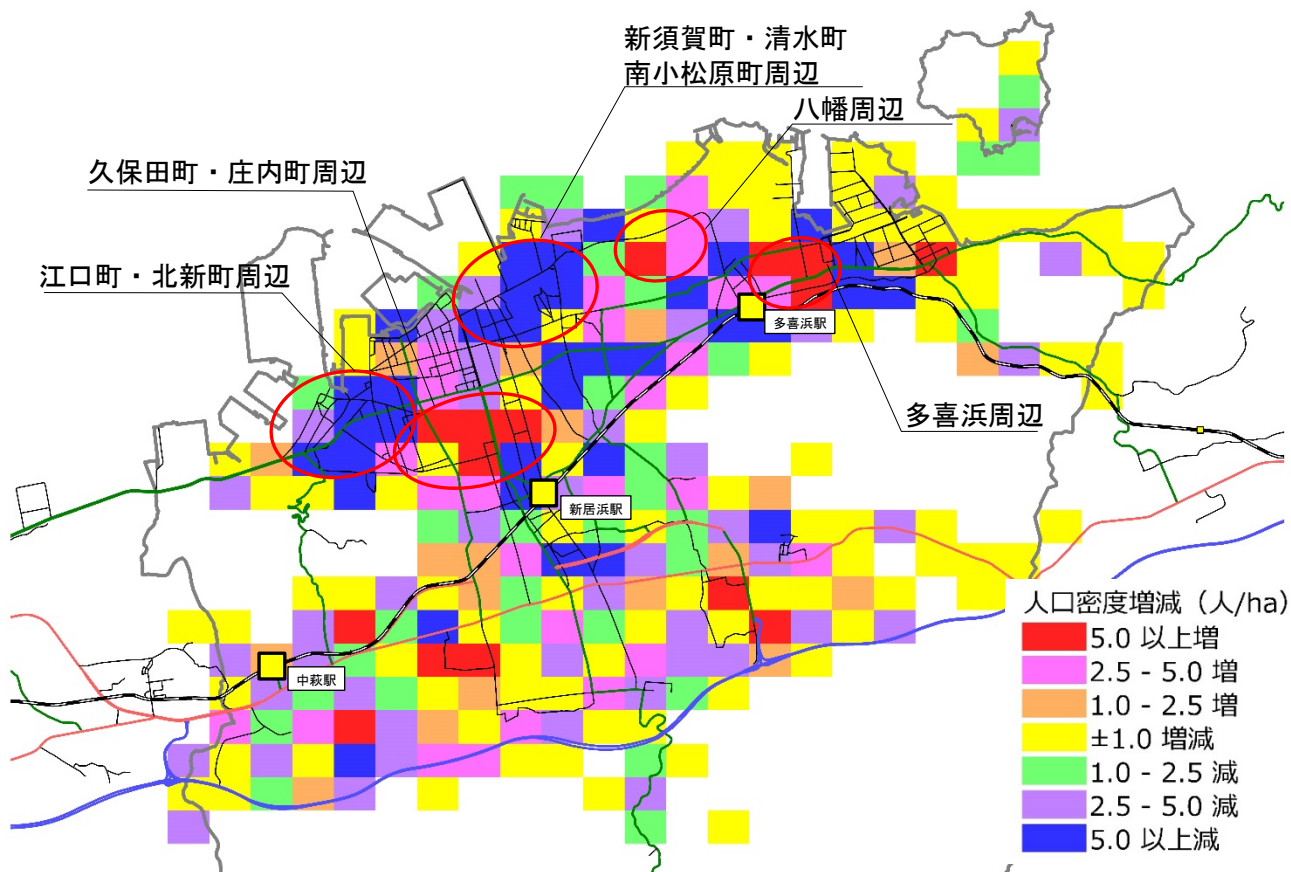 新須賀町・清水町
南小松原町周辺
八幡周辺
久保田町・庄内町周辺
江口町・北新町周辺
多喜浜駅
多喜浜周辺
新居浜駅
中萩駅
人口密度増減（人/ha）
5.0 以上増
2.5 - 5.0 増
1.0 - 2.5 増
±1.0 増減
1.0 - 2.5 減
2.5 - 5.0 減
5.0 以上減